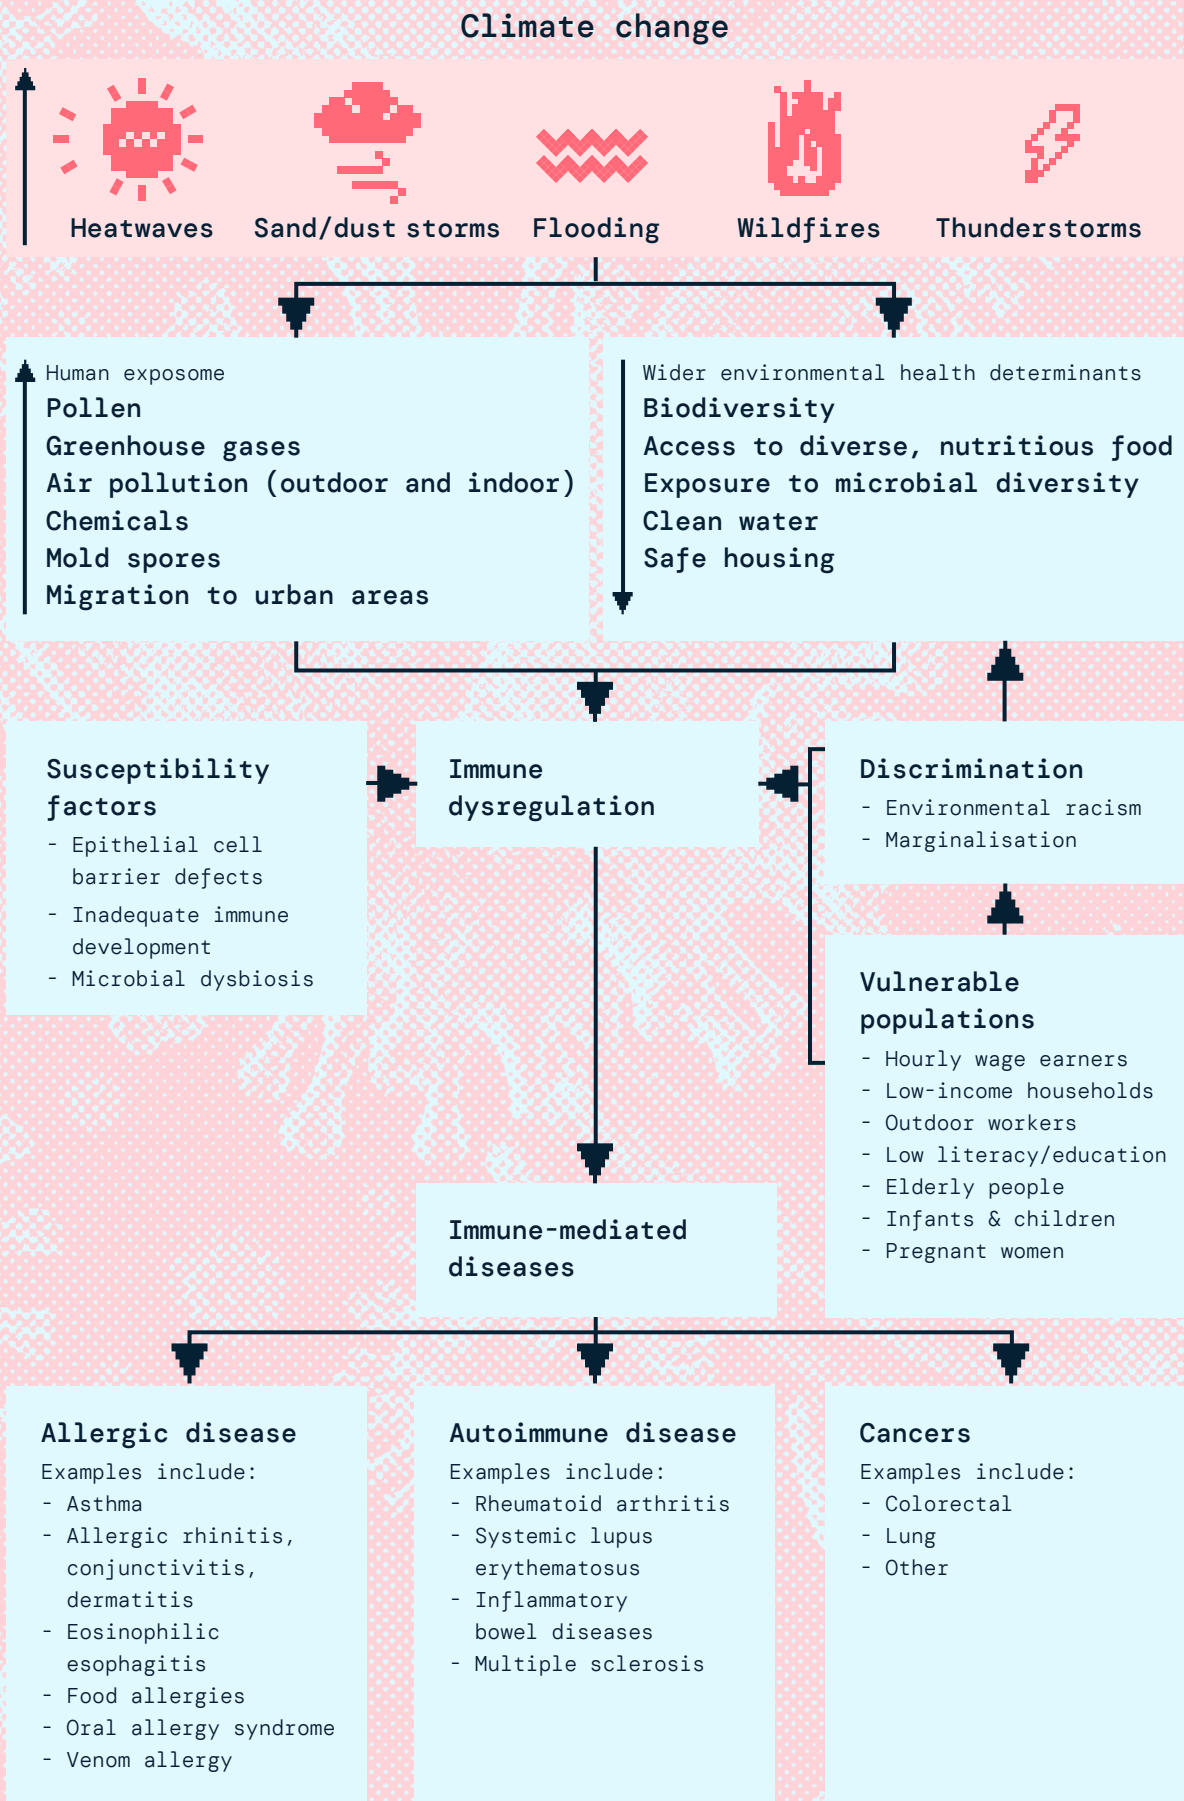 Climate change
Heatwaves
Sand/dust storms
Flooding
Wildfires
Thunderstorms
Human exposome
Pollen
Greenhouse gases
Air pollution (outdoor and indoor)
Chemicals
Mold spores
Migration to urban areas
Wider environmental health determinants
Biodiversity
Access to diverse, nutritious food
Exposure to microbial diversity
Clean water
Safe housing
Susceptibility
factors
- Epithelial cell
barrier defects
- Inadequate immune
development
- Microbial dysbiosis
Immune
dysregulation
Discrimination
- Environmental racism
- Marginalisation
Vulnerable
populations
- Hourly wage earners
- Low-income households
- Outdoor workers
- Low literacy/education
- Elderly people
- Infants & children
- Pregnant women
Immune-mediated
diseases
Allergic disease
Examples include:
- Asthma
- Allergic rhinitis,
conjunctivitis,
dermatitis
- Eosinophilic
esophagitis
- Food allergies
- Oral allergy syndrome
- Venom allergy
Autoimmune disease
Examples include:
- Rheumatoid arthritis
- Systemic lupus
erythematosus
- Inflammatory
bowel diseases
- Multiple sclerosis
Cancers
Examples include:
- Colorectal
- Lung
- Other